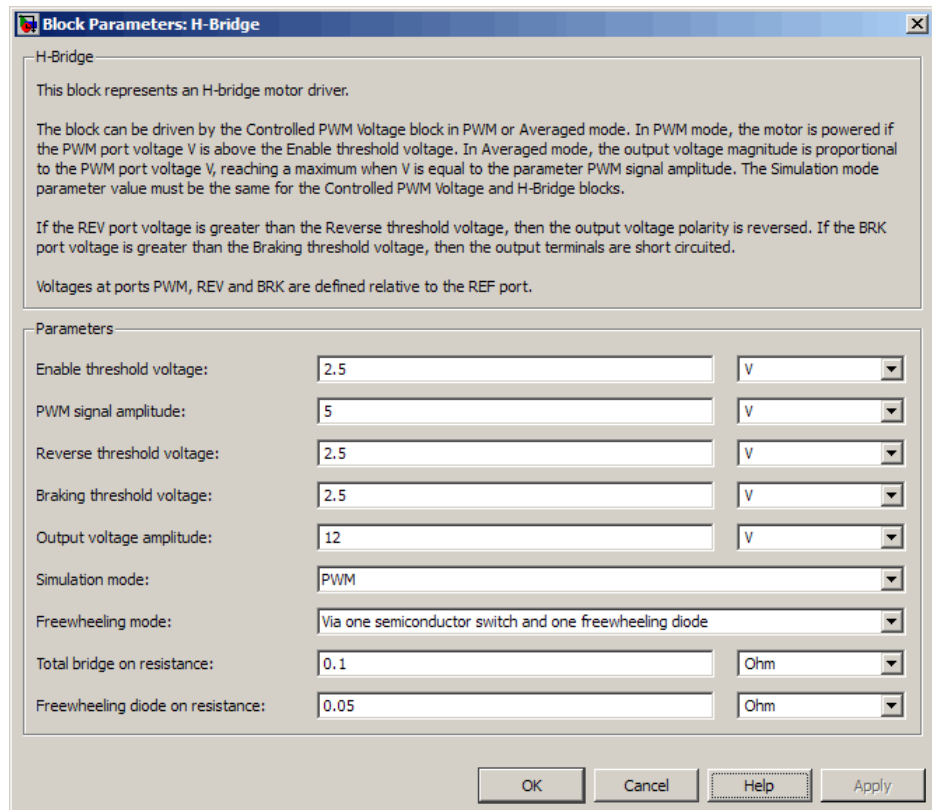 Block Parameters: H-Bridge
H-Bridge
This block represents an H-bridge motor driver.
The block can be driven by the Controlled PWM Voltage block in PWM or Averaged mode. In PWM mode, the motor is powered if
the PWM port voltage V is above the Enable threshold voltage. In Averaged mode, the output voltage magnitude is proportional
to the PWM port voltage V, reaching a maximum when V is equal to the parameter PWM signal amplitude. The Simulation mode
parameter value must be the same for the Controlled PWM Voltage and H-Bridge blocks.
If the REV port voltage is greater than the Reverse threshold voltage, then the output voltage polarity is reversed. If the BRK
port voltage is greater than the Braking threshold voltage, then the output terminals are short circuited.
Voltages at ports PWM, REV and BRK are defined relative to the REF port.
Parameters
Enable threshold voltage: 2.5 V
PWM signal amplitude: 5 V
Reverse threshold voltage: 2.5 V
Braking threshold voltage: 2.5 V
Output voltage amplitude: 12 V
Simulation mode: PWM
Freewheeling mode: Via one semiconductor switch and one freewheeling diode
Total bridge on resistance: 0.1 Ohm
Freewheeling diode on resistance: 0.05 Ohm
OK Cancel Help Apply